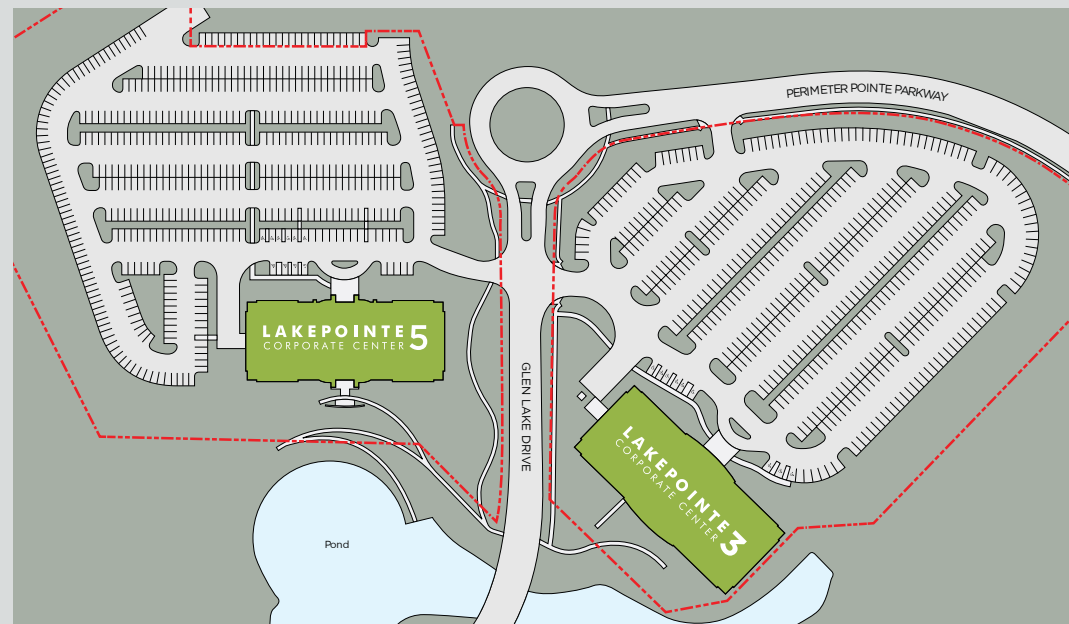 PERIMETER POINTE PARKWAY
LAKEPOINTE 5
CORPORATE CENTER
GLEN LAKE DRIVE
LAKEPOINTE 3
CORPORATE CENTER
Pond